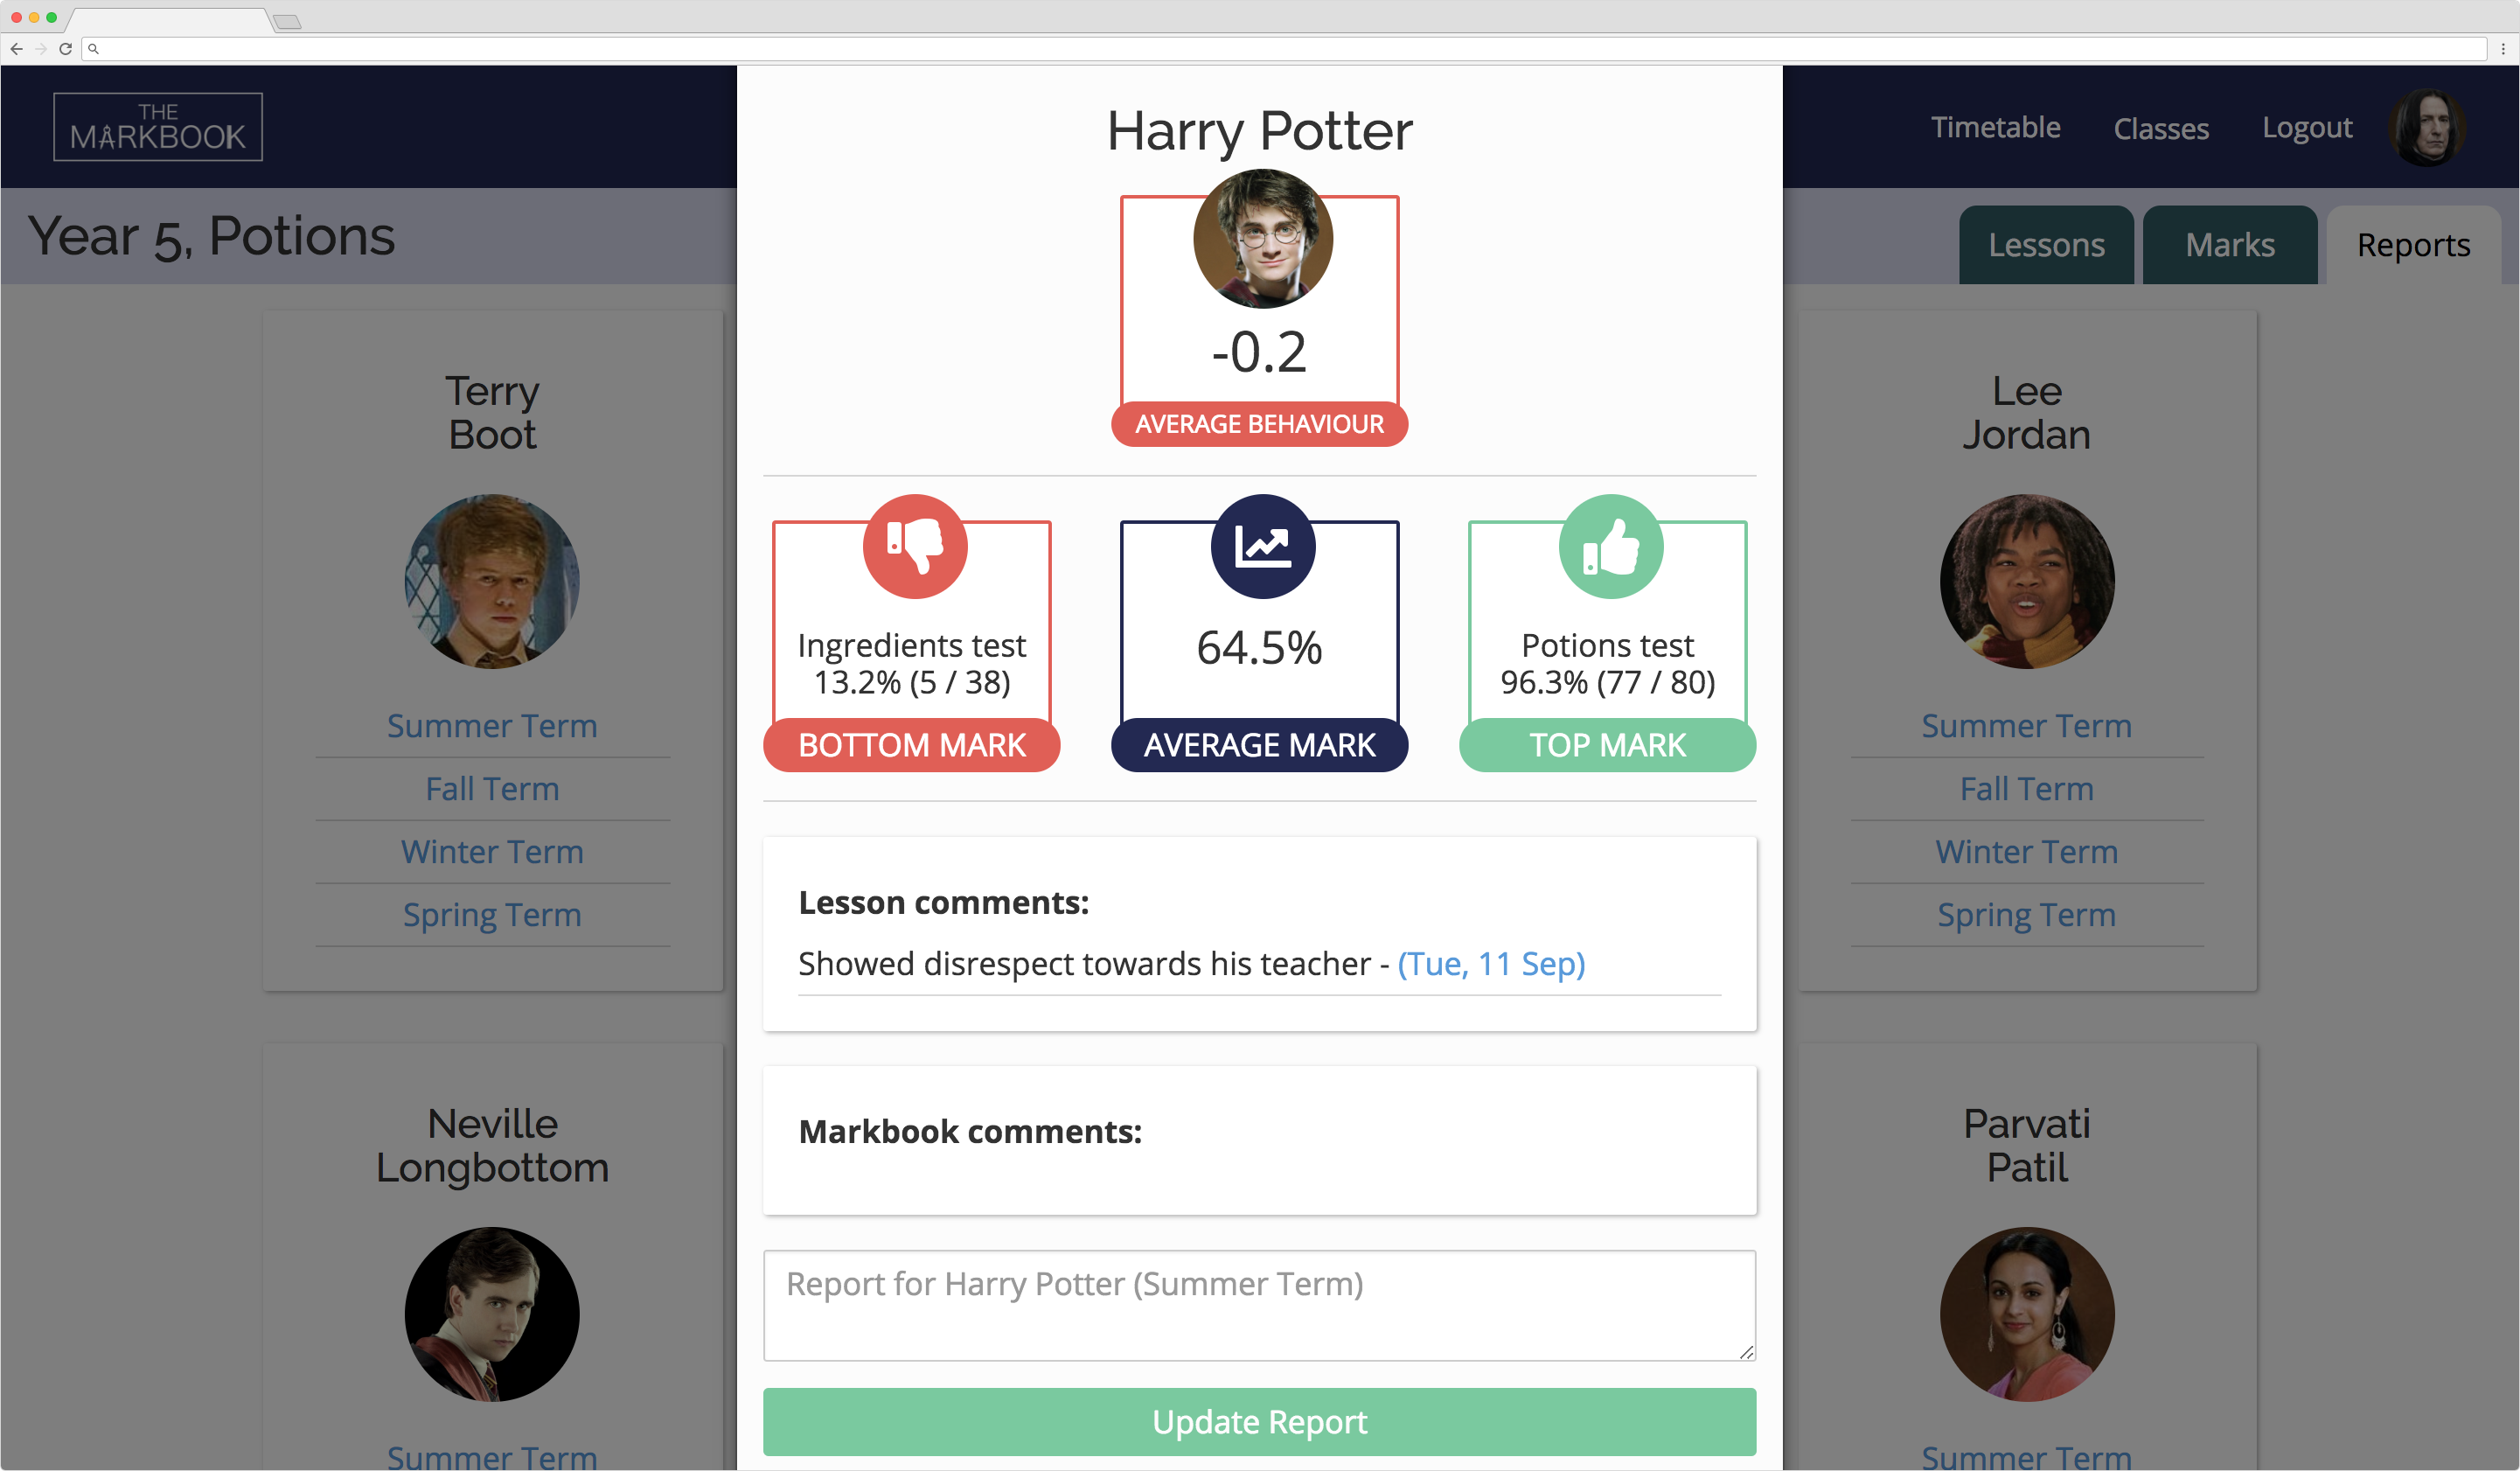 THE
MARKBOOK
Timetable
Classes
Logout
Year 5, Potions
Lessons
Marks
Reports
Harry Potter
-0.2
AVERAGE BEHAVIOUR
Ingredients test
13.2% (5 / 38)
BOTTOM MARK
64.5%
AVERAGE MARK
Potions test
96.3% (77 / 80)
TOP MARK
Lesson comments:
Showed disrespect towards his teacher - (Tue, 11 Sep)
Markbook comments:
Report for Harry Potter (Summer Term)
Update Report
Terry
Boot
Summer Term
Fall Term
Winter Term
Spring Term
Neville
Longbottom
Summer Term
Lee
Jordan
Summer Term
Fall Term
Winter Term
Spring Term
Parvati
Patil
Summer Term